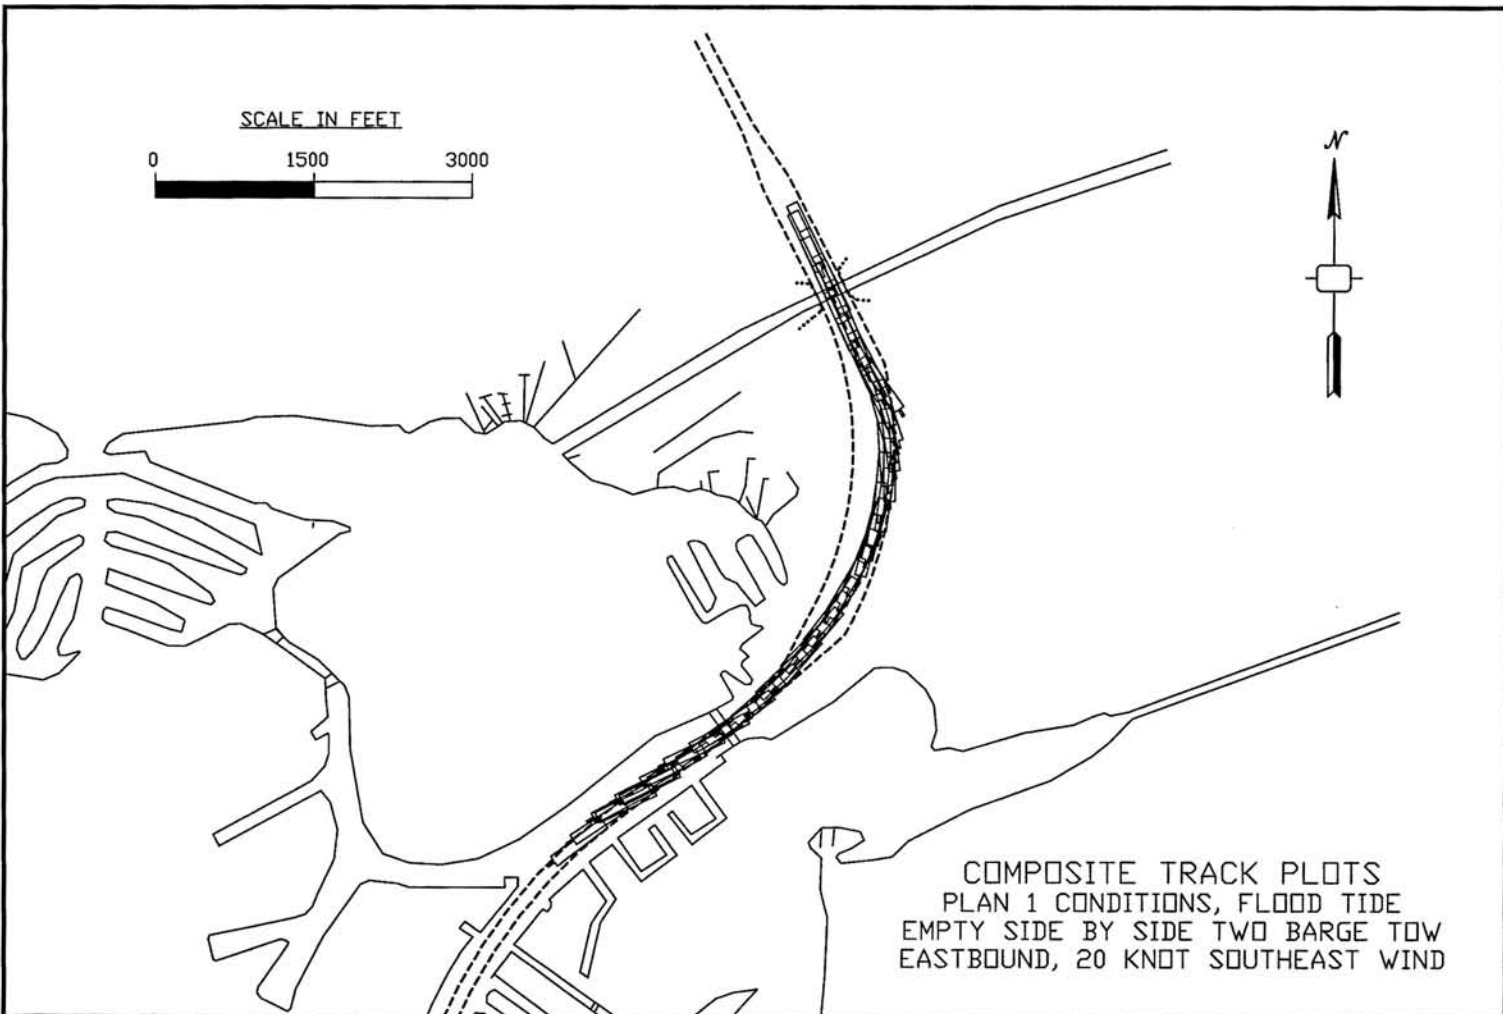 SCALE IN FEET
0 1500 3000
N
COMPOSITE TRACK PLOTS
PLAN 1 CONDITIONS, FLOOD TIDE
EMPTY SIDE BY SIDE TWO BARGE TOW
EASTBOUND, 20 KNOT SOUTHEAST WIND